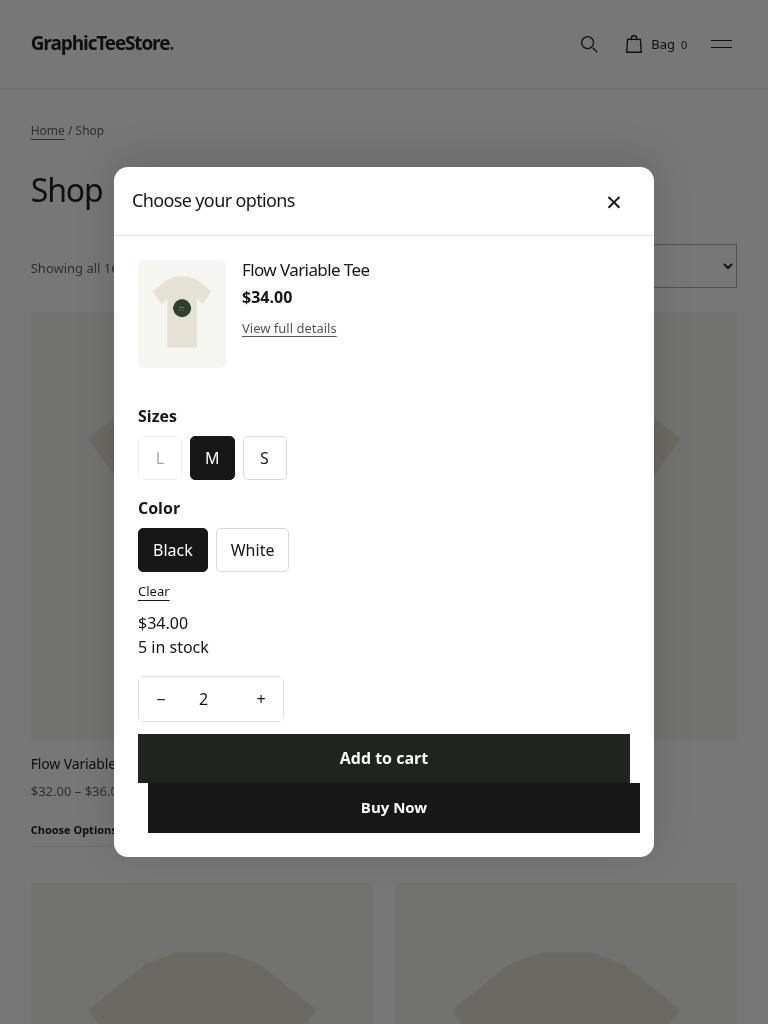 GraphicTeeStore.
Bag 0
Home / Shop
Shop
Choose your options
Showing all 16
Flow Variable Tee
$34.00
View full details
Sizes
L M S
Color
Black White
Clear
$34.00
5 in stock
− 2 +
Add to cart
Buy Now
Flow Variable
$32.00 – $36.0
Choose Options